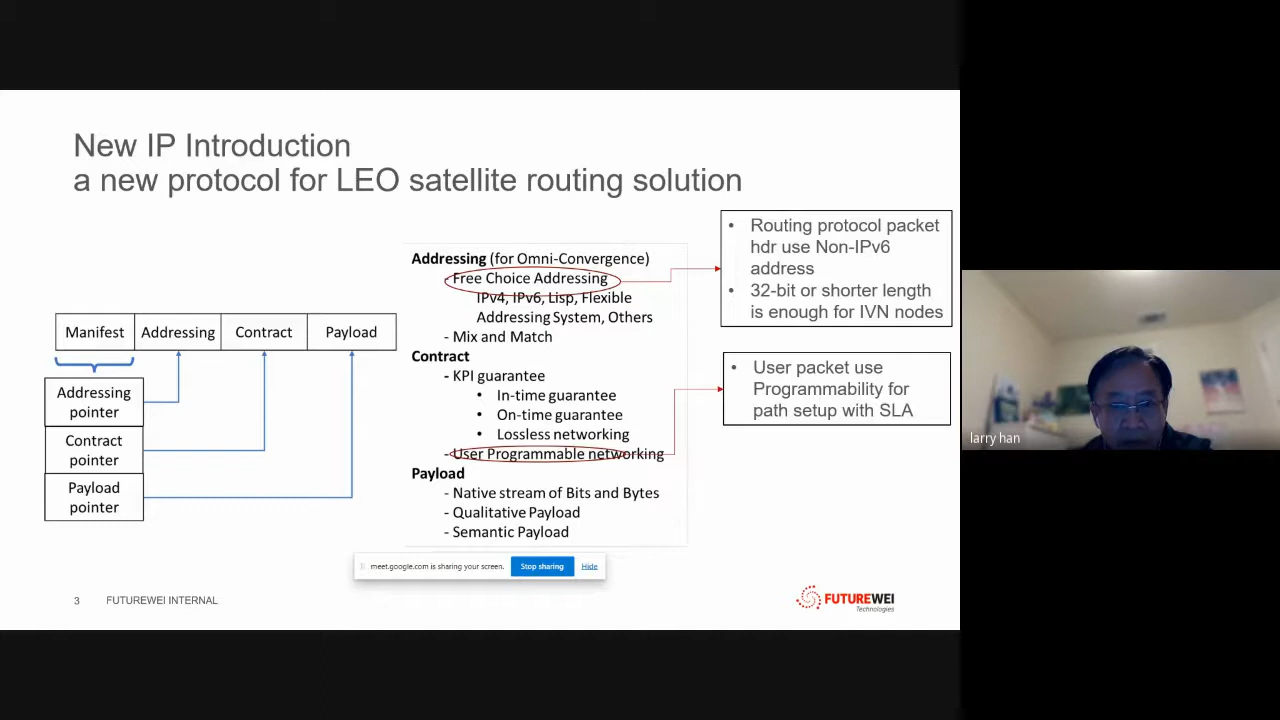 New IP Introduction
a new protocol for LEO satellite routing solution
Manifest
Addressing
Contract
Payload
Addressing
pointer
Contract
pointer
Payload
pointer
Addressing (for Omni-Convergence)
- Free Choice Addressing
IPv4, IPv6, Lisp, Flexible
Addressing System, Others
- Mix and Match
Contract
- KPI guarantee
• In-time guarantee
• On-time guarantee
• Lossless networking
- User Programmable networking
Payload
- Native stream of Bits and Bytes
- Qualitative Payload
- Semantic Payload
• Routing protocol packet
hdr use Non-IPv6
address
• 32-bit or shorter length
is enough for IVN nodes
• User packet use
Programmability for
path setup with SLA
meet.google.com is sharing your screen.
Stop sharing
Hide
3
FUTUREWEI INTERNAL
FUTUREWEI
Technologies
larry han